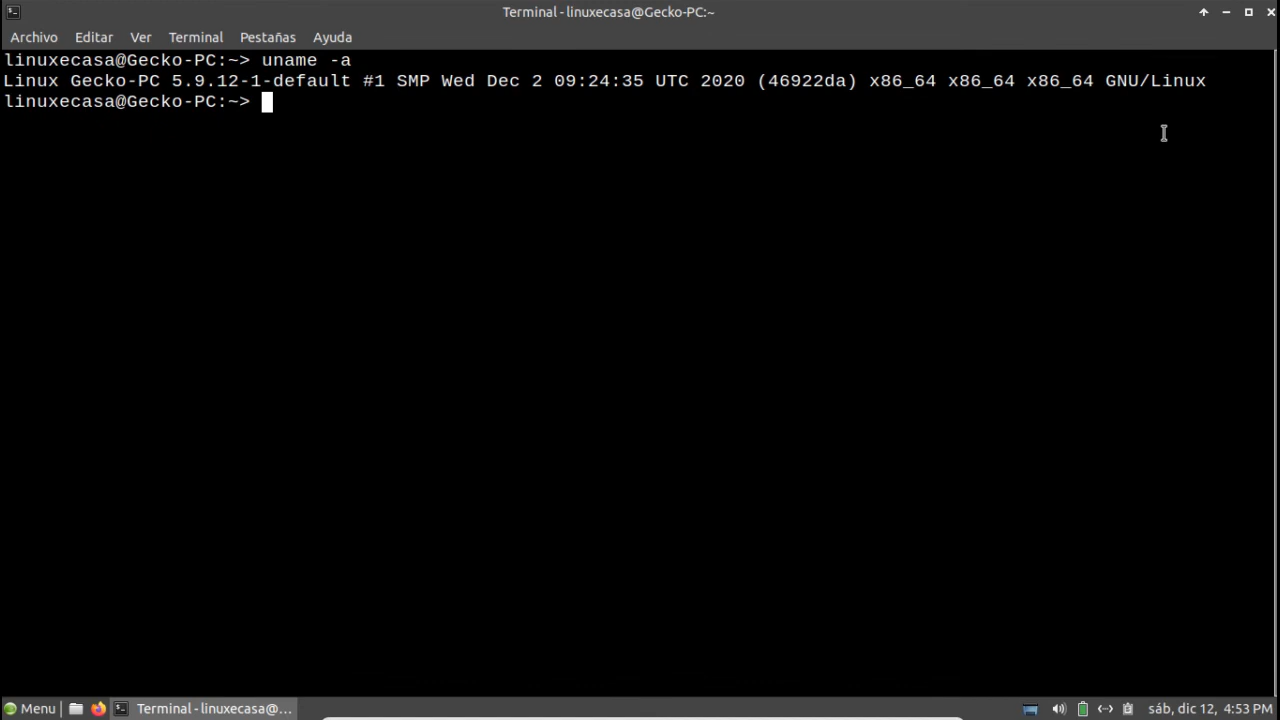 Terminal - linuxecasa@Gecko-PC:~
Archivo Editar Ver Terminal Pestañas Ayuda
linuxecasa@Gecko-PC:~> uname -a
Linux Gecko-PC 5.9.12-1-default #1 SMP Wed Dec 2 09:24:35 UTC 2020 (46922da) x86_64 x86_64 x86_64 GNU/Linux
linuxecasa@Gecko-PC:~>
Menu Terminal - linuxecasa@... sáb, dic 12, 4:53 PM